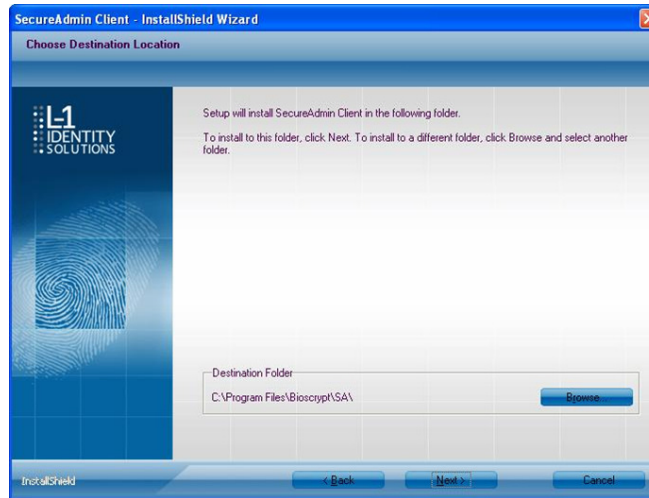 SecureAdmin Client - InstallShield Wizard
Choose Destination Location
L-1
IDENTITY
SOLUTIONS
Setup will install SecureAdmin Client in the following folder.
To install to this folder, click Next. To install to a different folder, click Browse and select another
folder.
Destination Folder
C:\Program Files\Bioscrypt\SA\
Browse...
InstallShield
< Back
Next >
Cancel